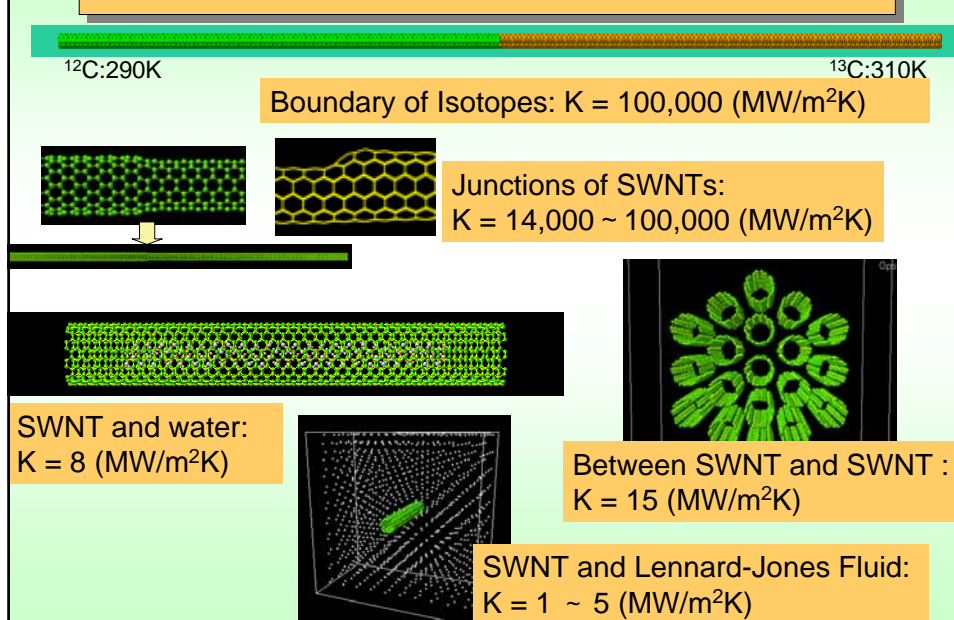 ¹²C:290K
¹³C:310K
Boundary of Isotopes: K = 100,000 (MW/m²K)
Junctions of SWNTs:
K = 14,000 ~ 100,000 (MW/m²K)
SWNT and water:
K = 8 (MW/m²K)
Between SWNT and SWNT :
K = 15 (MW/m²K)
SWNT and Lennard-Jones Fluid:
K = 1 ~ 5 (MW/m²K)